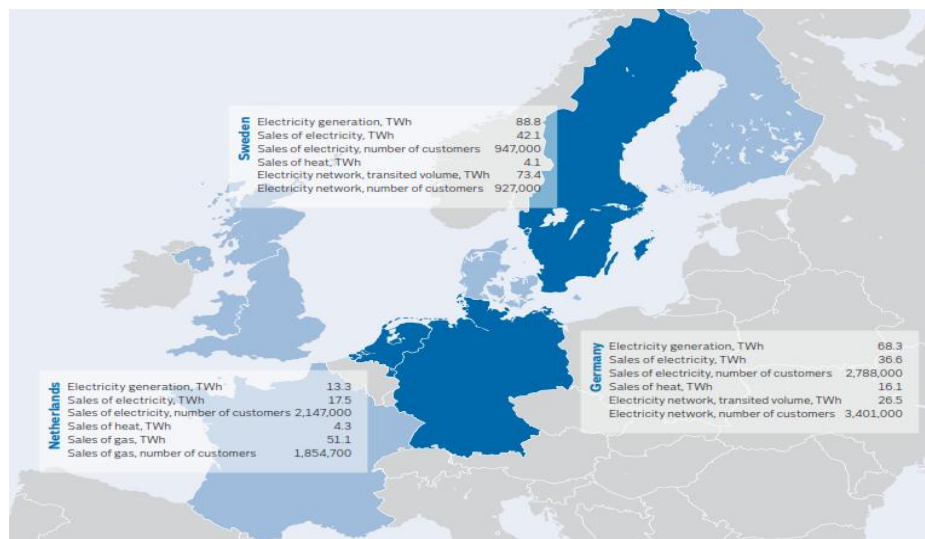 Sweden
Electricity generation, TWh 88.8
Sales of electricity, TWh 42.1
Sales of electricity, number of customers 947,000
Sales of heat, TWh 4.1
Electricity network, transited volume, TWh 73.4
Electricity network, number of customers 927,000
Germany
Electricity generation, TWh 68.3
Sales of electricity, TWh 36.6
Sales of electricity, number of customers 2,788,000
Sales of heat, TWh 16.1
Electricity network, transited volume, TWh 26.5
Electricity network, number of customers 3,401,000
Netherlands
Electricity generation, TWh 13.3
Sales of electricity, TWh 17.5
Sales of electricity, number of customers 2,147,000
Sales of heat, TWh 4.3
Sales of gas, TWh 51.1
Sales of gas, number of customers 1,854,700